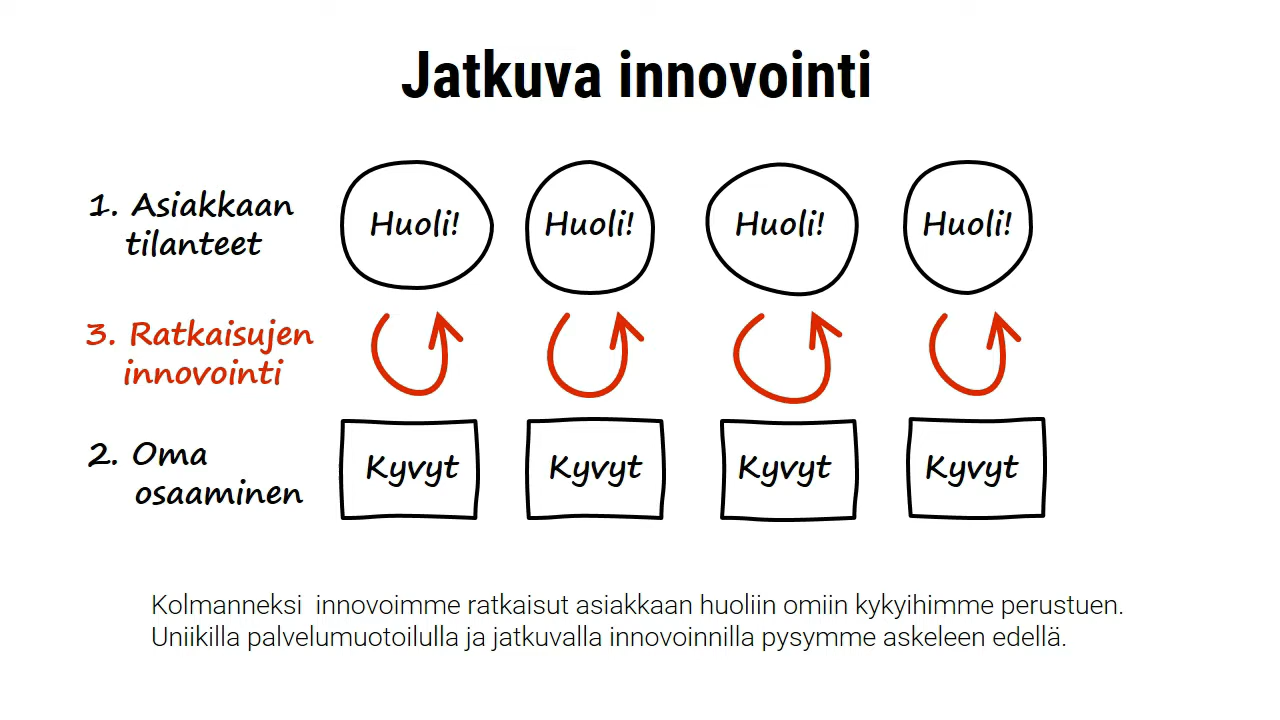 Jatkuva innovointi
1. Asiakkaan
tilanteet
Huoli! Huoli! Huoli! Huoli!
3. Ratkaisujen
innovointi
2. Oma
osaaminen
Kyvyt Kyvyt Kyvyt Kyvyt
Kolmanneksi innovoimme ratkaisut asiakkaan huoliin omiin kykyihimme perustuen.
Uniikilla palvelumuotoilulla ja jatkuvalla innovoinnilla pysymme askeleen edellä.